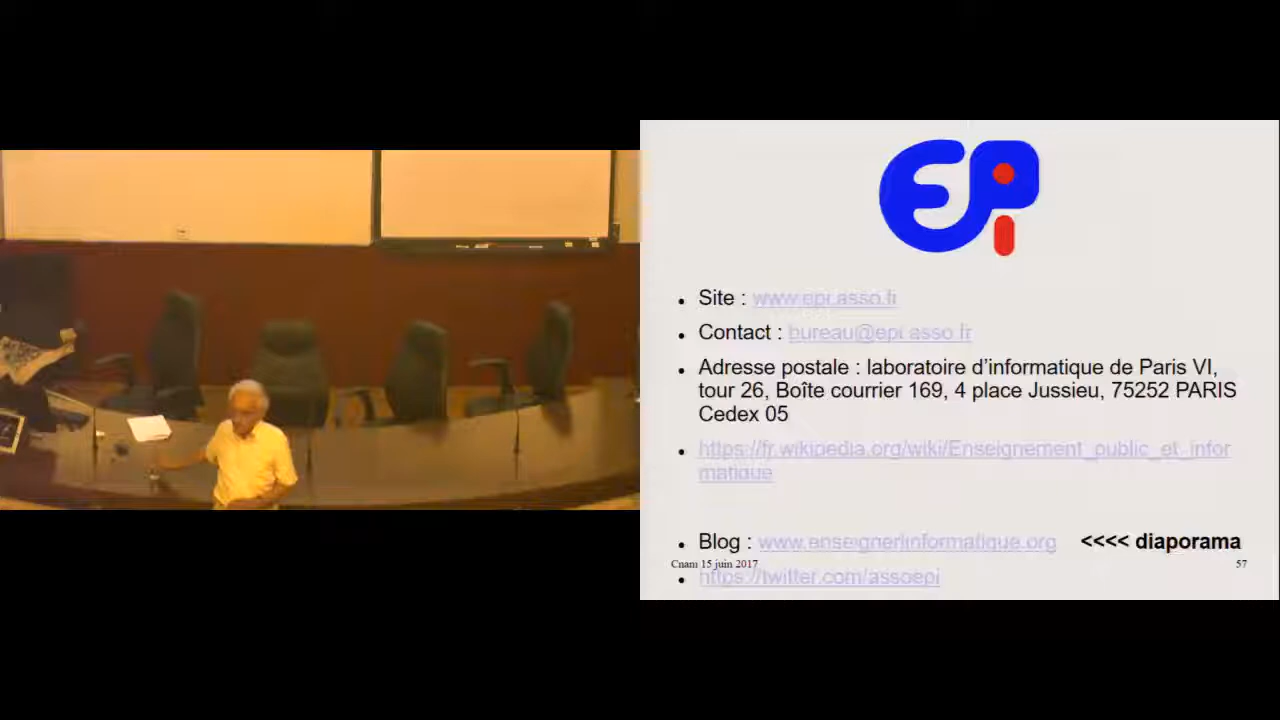 EPI
Site : www.epi.asso.fr
Contact : bureau@epi.asso.fr
Adresse postale : laboratoire d’informatique de Paris VI,
tour 26, Boîte courrier 169, 4 place Jussieu, 75252 PARIS
Cedex 05
https://fr.wikipedia.org/wiki/Enseignement_public_et_infor
matique
Blog : www.enseignerlinformatique.org <<<< diaporama
Cnam 15 juin 2017 57
https://twitter.com/assoepi